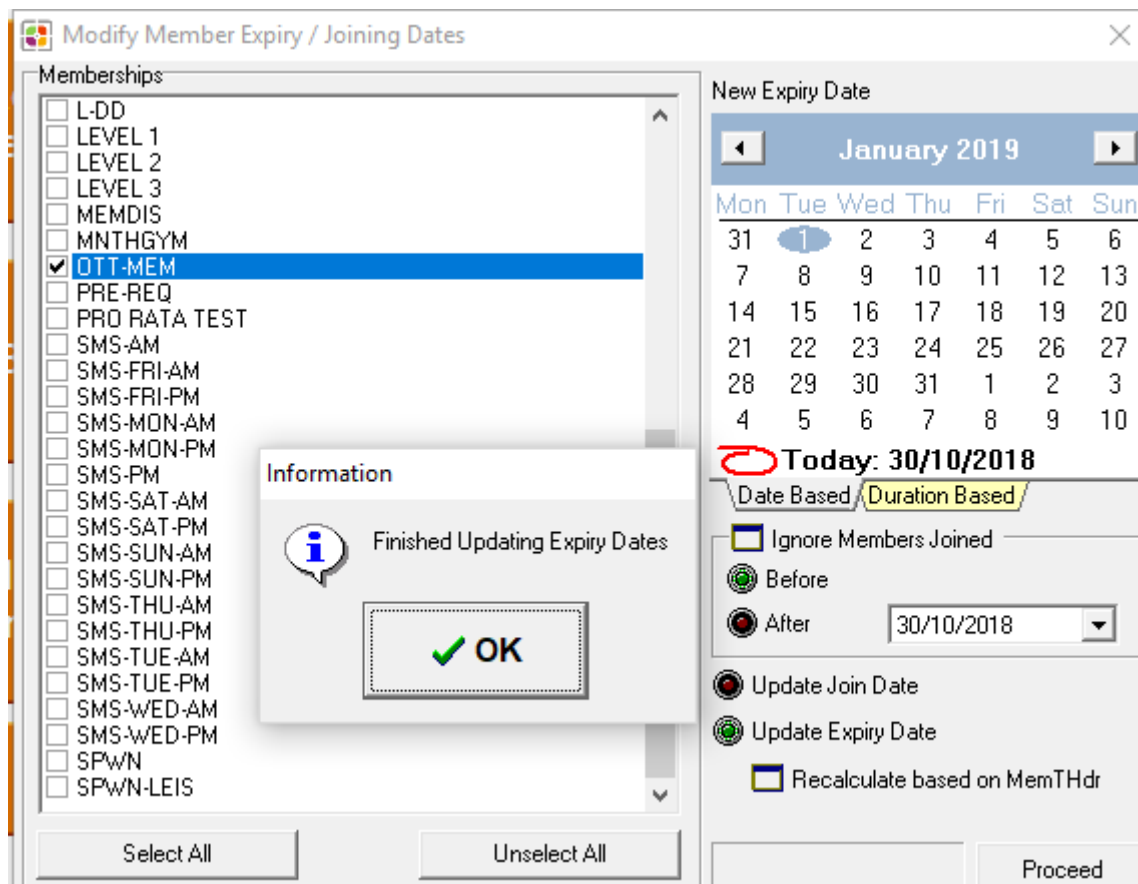 Modify Member Expiry / Joining Dates
Memberships
L-DD
LEVEL 1
LEVEL 2
LEVEL 3
MEMDIS
MNTHGYM
OTT-MEM
PRE-REQ
PRO RATA TEST
SMS-AM
SMS-FRI-AM
SMS-FRI-PM
SMS-MON-AM
SMS-MON-PM
SMS-PM
SMS-SAT-AM
SMS-SAT-PM
SMS-SUN-AM
SMS-SUN-PM
SMS-THU-AM
SMS-THU-PM
SMS-TUE-AM
SMS-TUE-PM
SMS-WED-AM
SMS-WED-PM
SPWN
SPWN-LEIS
Select All
Unselect All
Information
Finished Updating Expiry Dates
OK
New Expiry Date
January 2019
Mon Tue Wed Thu Fri Sat Sun
31 1 2 3 4 5 6
7 8 9 10 11 12 13
14 15 16 17 18 19 20
21 22 23 24 25 26 27
28 29 30 31 1 2 3
4 5 6 7 8 9 10
Today: 30/10/2018
Date Based Duration Based
Ignore Members Joined
Before
After 30/10/2018
Update Join Date
Update Expiry Date
Recalculate based on MemTHdr
Proceed